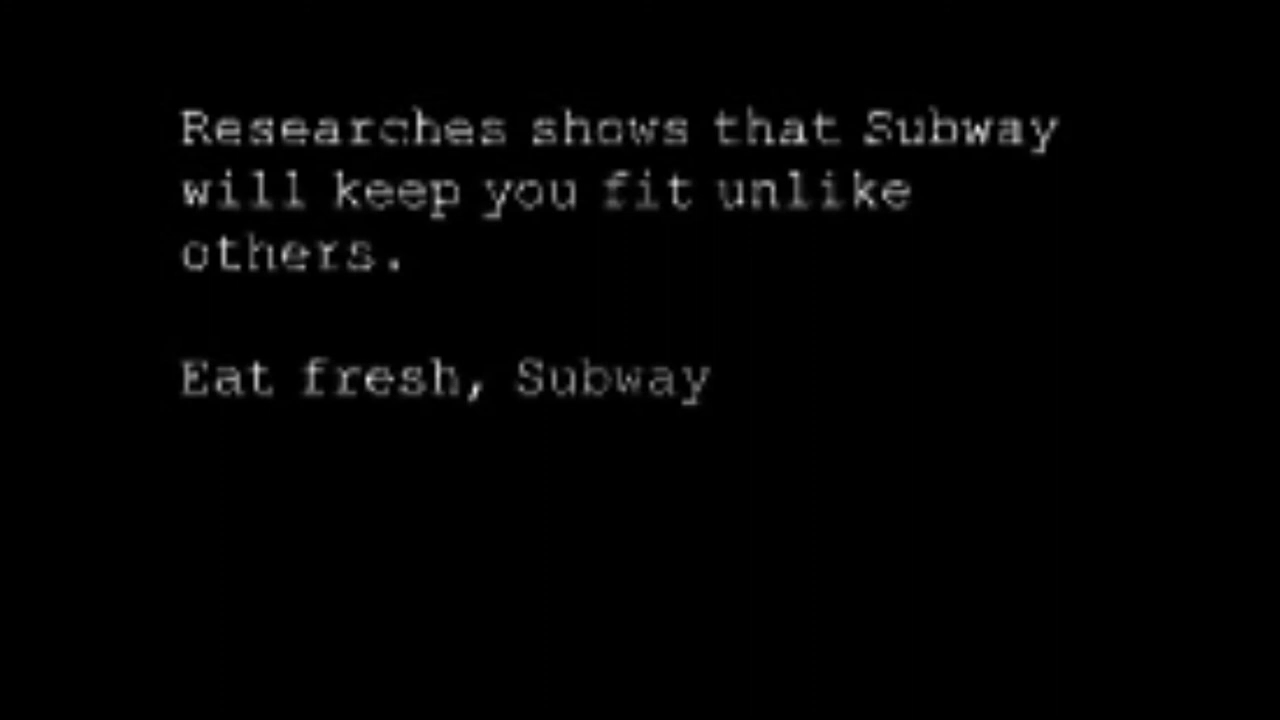 Researches shows that Subway
will keep you fit unlike
others.
Eat fresh, Subway